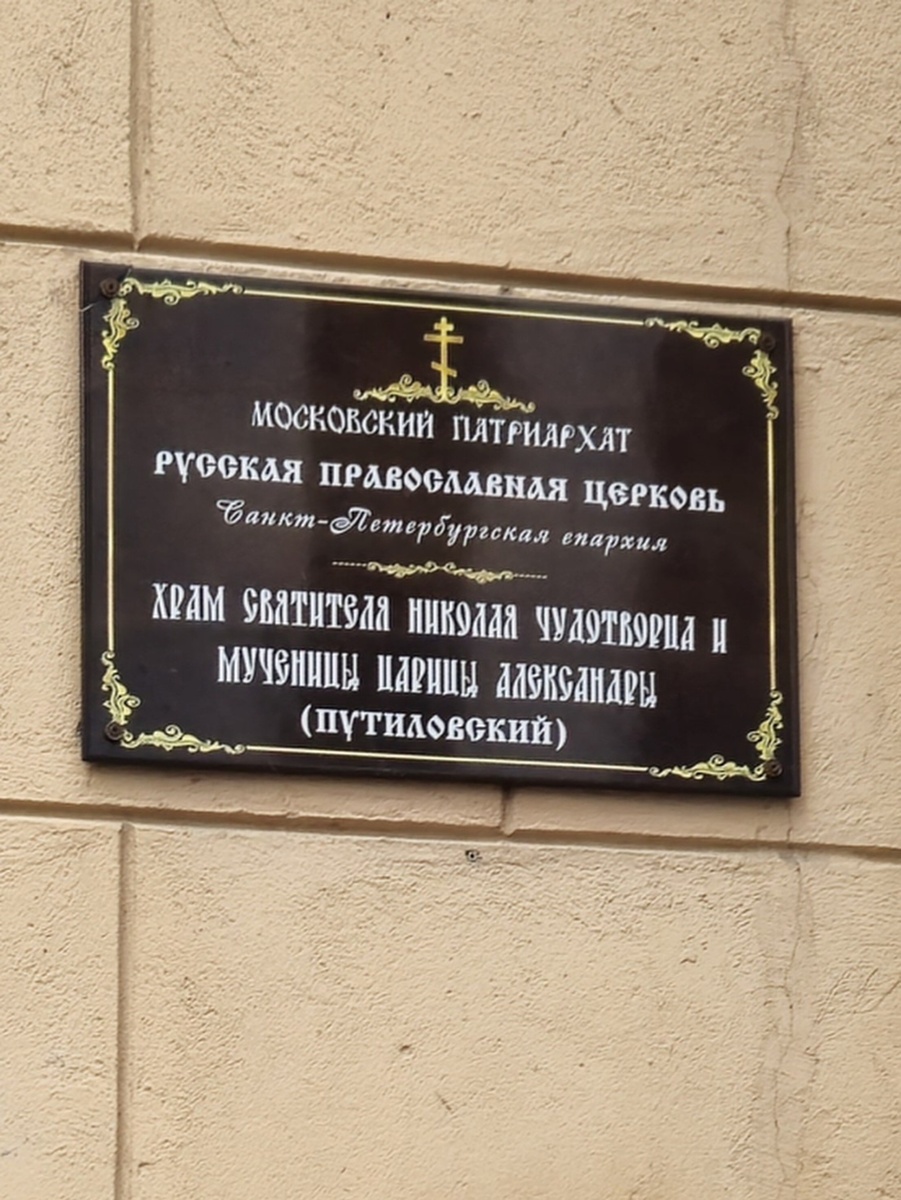 МОСКОВСКИЙ ПАТРИАРХАТ
РУССКАЯ ПРАВОСЛАВНАЯ ЦЕРКОВЬ
Санкт-Петербургская епархия
ХРАМ СВЯТИТЕЛЯ НИКОЛАЯ ЧУДОТВОРЦА И
МУЧЕНИЦЫ ЦАРИЦЫ АЛЕКСАНДРЫ
(ПУТИЛОВСКИЙ)